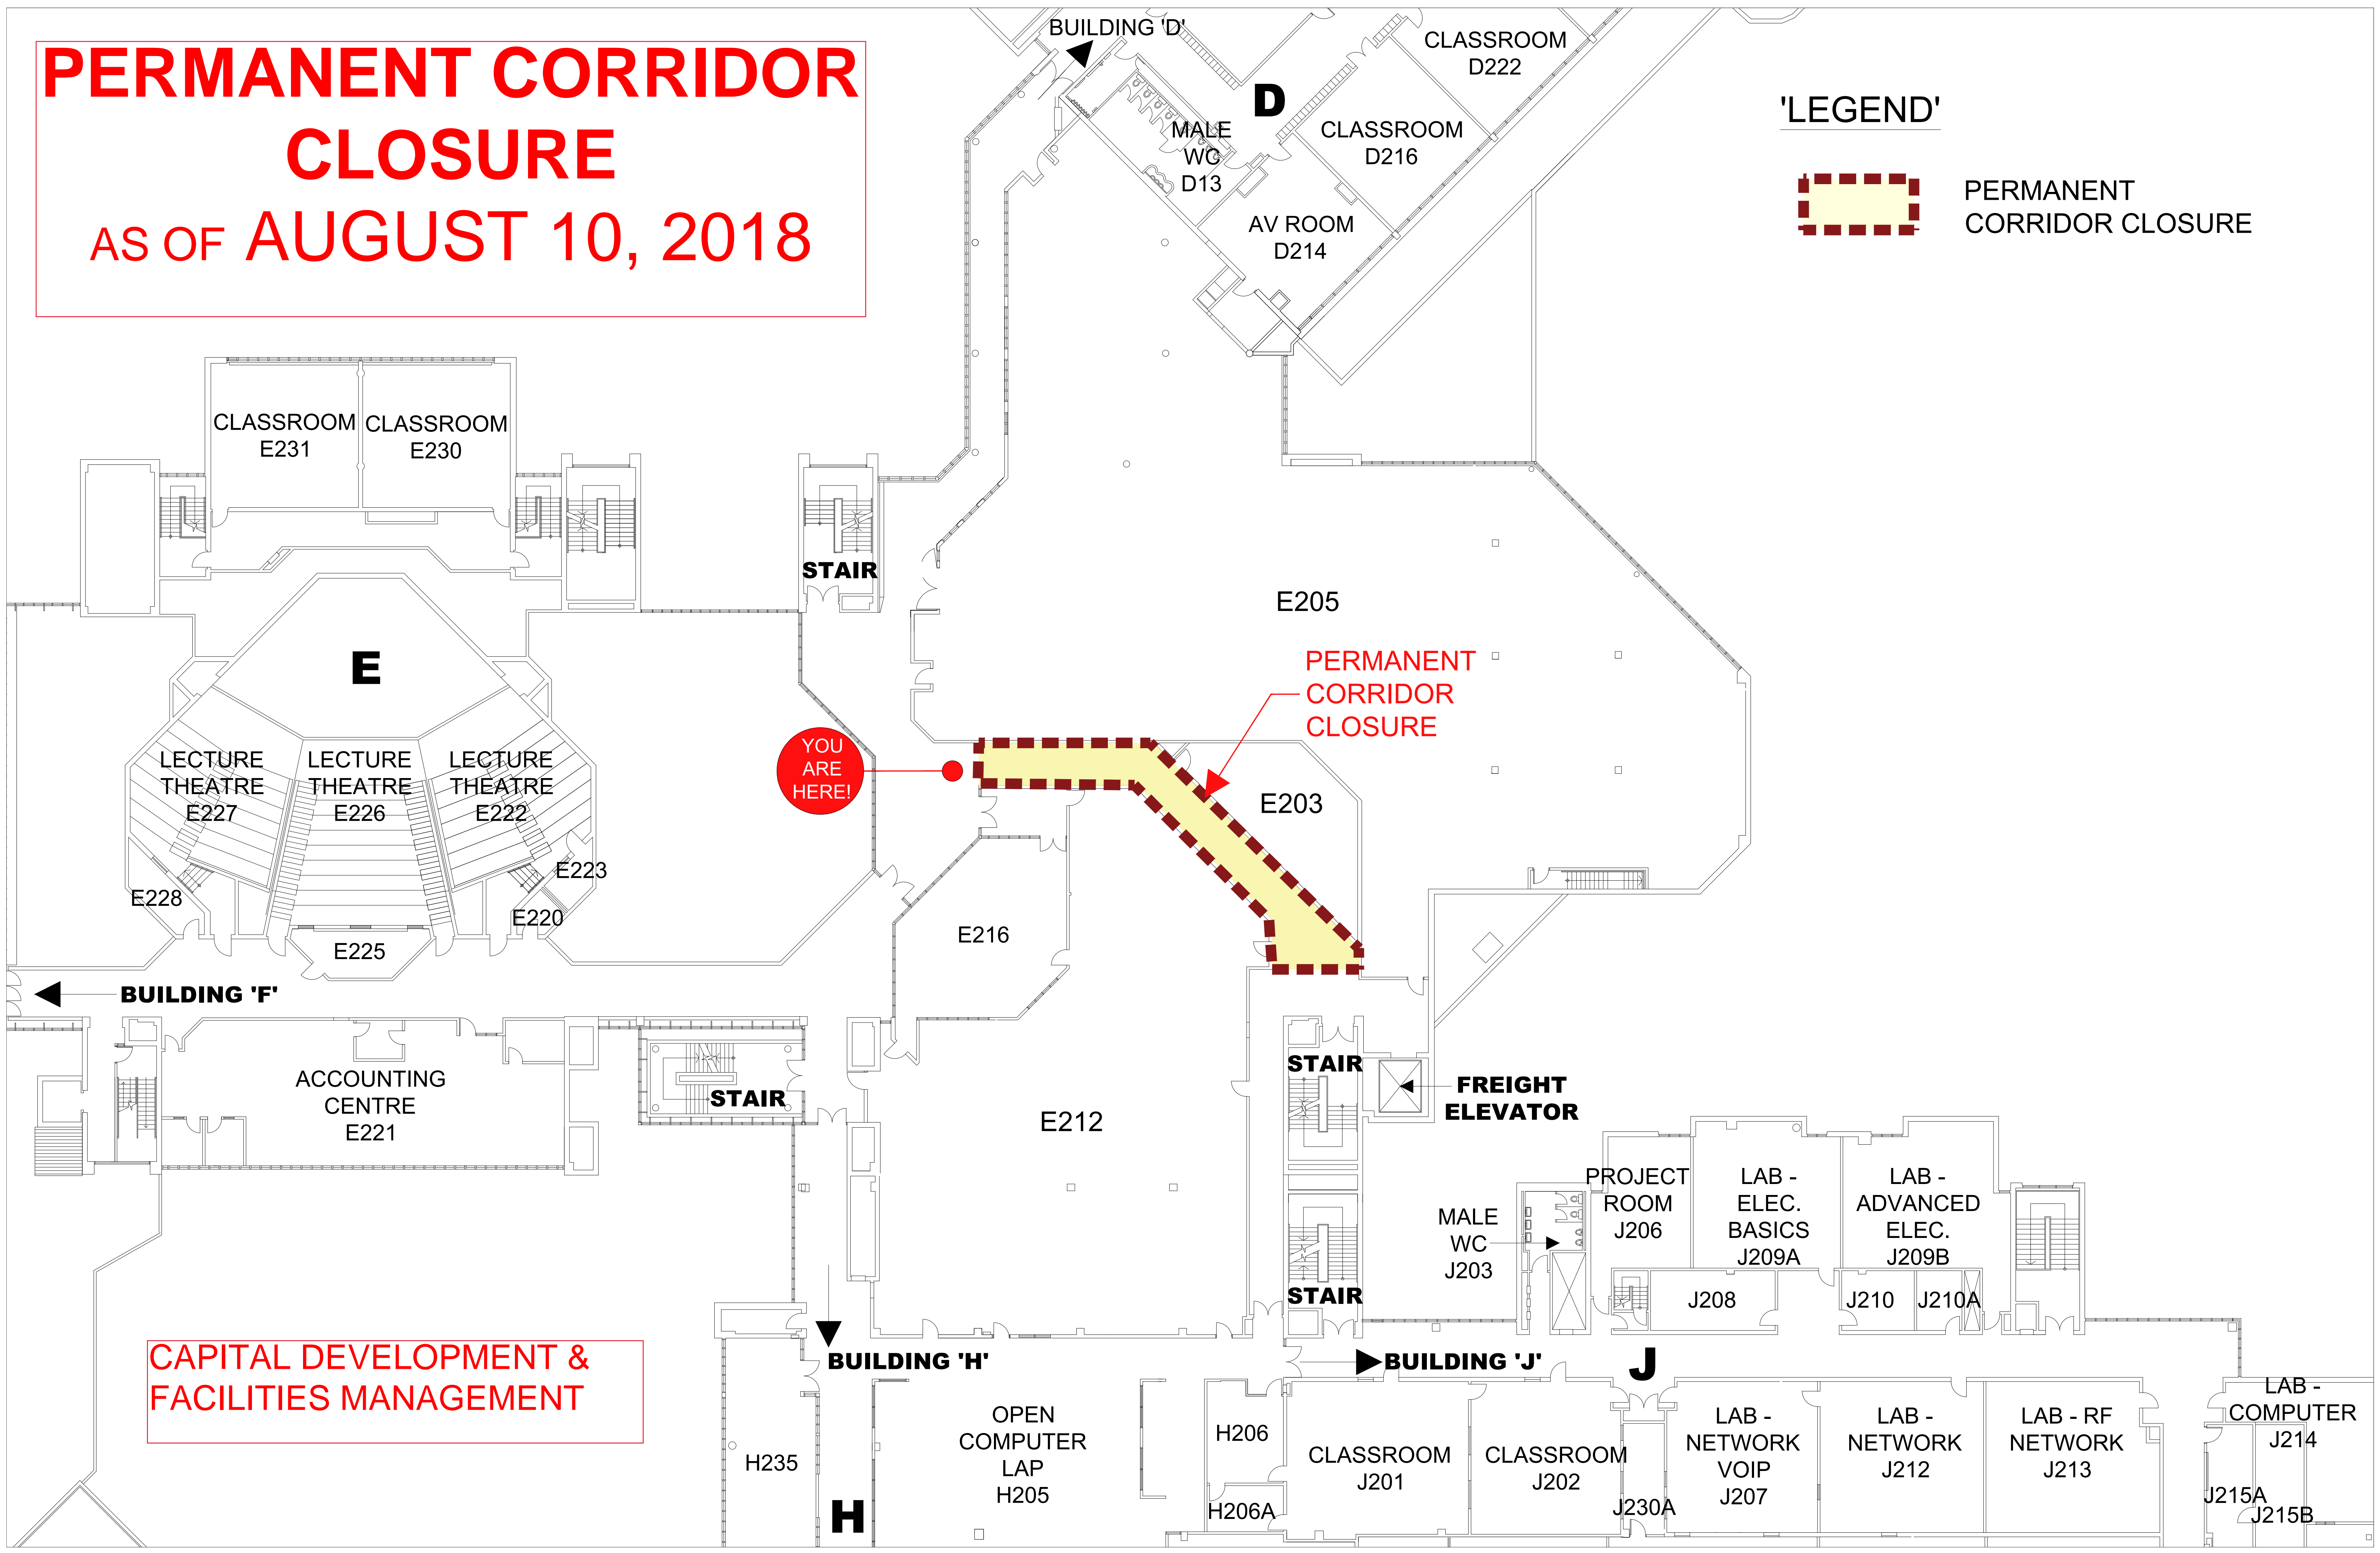 PERMANENT CORRIDOR
CLOSURE
AS OF AUGUST 10, 2018
BUILDING 'D'
D
CLASSROOM
D222
MALE
WC
D13
CLASSROOM
D216
AV ROOM
D214
'LEGEND'
PERMANENT
CORRIDOR CLOSURE
CLASSROOM
E231
CLASSROOM
E230
STAIR
E205
E
PERMANENT
CORRIDOR
CLOSURE
YOU
ARE
HERE!
LECTURE
THEATRE
E227
LECTURE
THEATRE
E226
LECTURE
THEATRE
E222
E203
E223
E228
E220
E225
E216
BUILDING 'F'
ACCOUNTING
CENTRE
E221
STAIR
E212
STAIR
FREIGHT
ELEVATOR
STAIR
MALE
WC
J203
PROJECT
ROOM
J206
LAB -
ELEC.
BASICS
J209A
LAB -
ADVANCED
ELEC.
J209B
J208
J210
J210A
CAPITAL DEVELOPMENT &
FACILITIES MANAGEMENT
BUILDING 'H'
BUILDING 'J'
J
H235
H
OPEN
COMPUTER
LAP
H205
H206
H206A
CLASSROOM
J201
CLASSROOM
J202
J230A
LAB -
NETWORK
VOIP
J207
LAB -
NETWORK
J212
LAB - RF
NETWORK
J213
LAB -
COMPUTER
J214
J215A
J215B